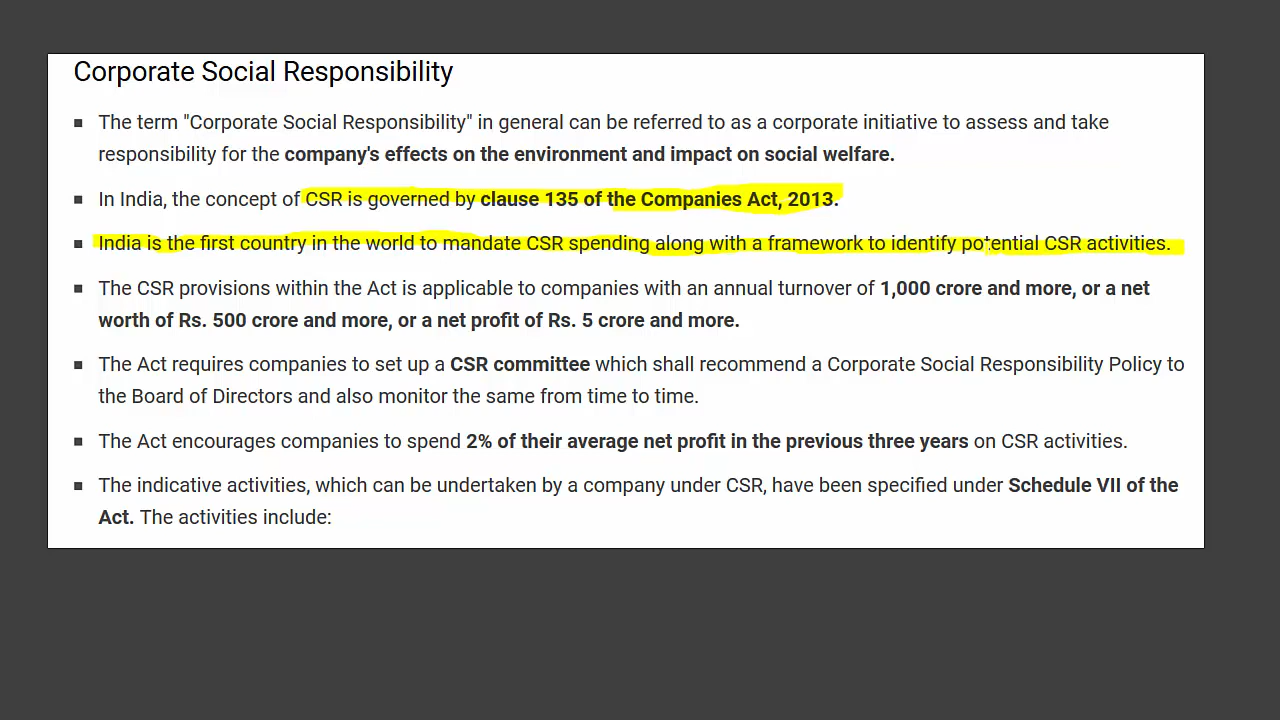 Corporate Social Responsibility
The term "Corporate Social Responsibility" in general can be referred to as a corporate initiative to assess and take
responsibility for the company's effects on the environment and impact on social welfare.
In India, the concept of CSR is governed by clause 135 of the Companies Act, 2013.
India is the first country in the world to mandate CSR spending along with a framework to identify potential CSR activities.
The CSR provisions within the Act is applicable to companies with an annual turnover of 1,000 crore and more, or a net
worth of Rs. 500 crore and more, or a net profit of Rs. 5 crore and more.
The Act requires companies to set up a CSR committee which shall recommend a Corporate Social Responsibility Policy to
the Board of Directors and also monitor the same from time to time.
The Act encourages companies to spend 2% of their average net profit in the previous three years on CSR activities.
The indicative activities, which can be undertaken by a company under CSR, have been specified under Schedule VII of the
Act. The activities include: